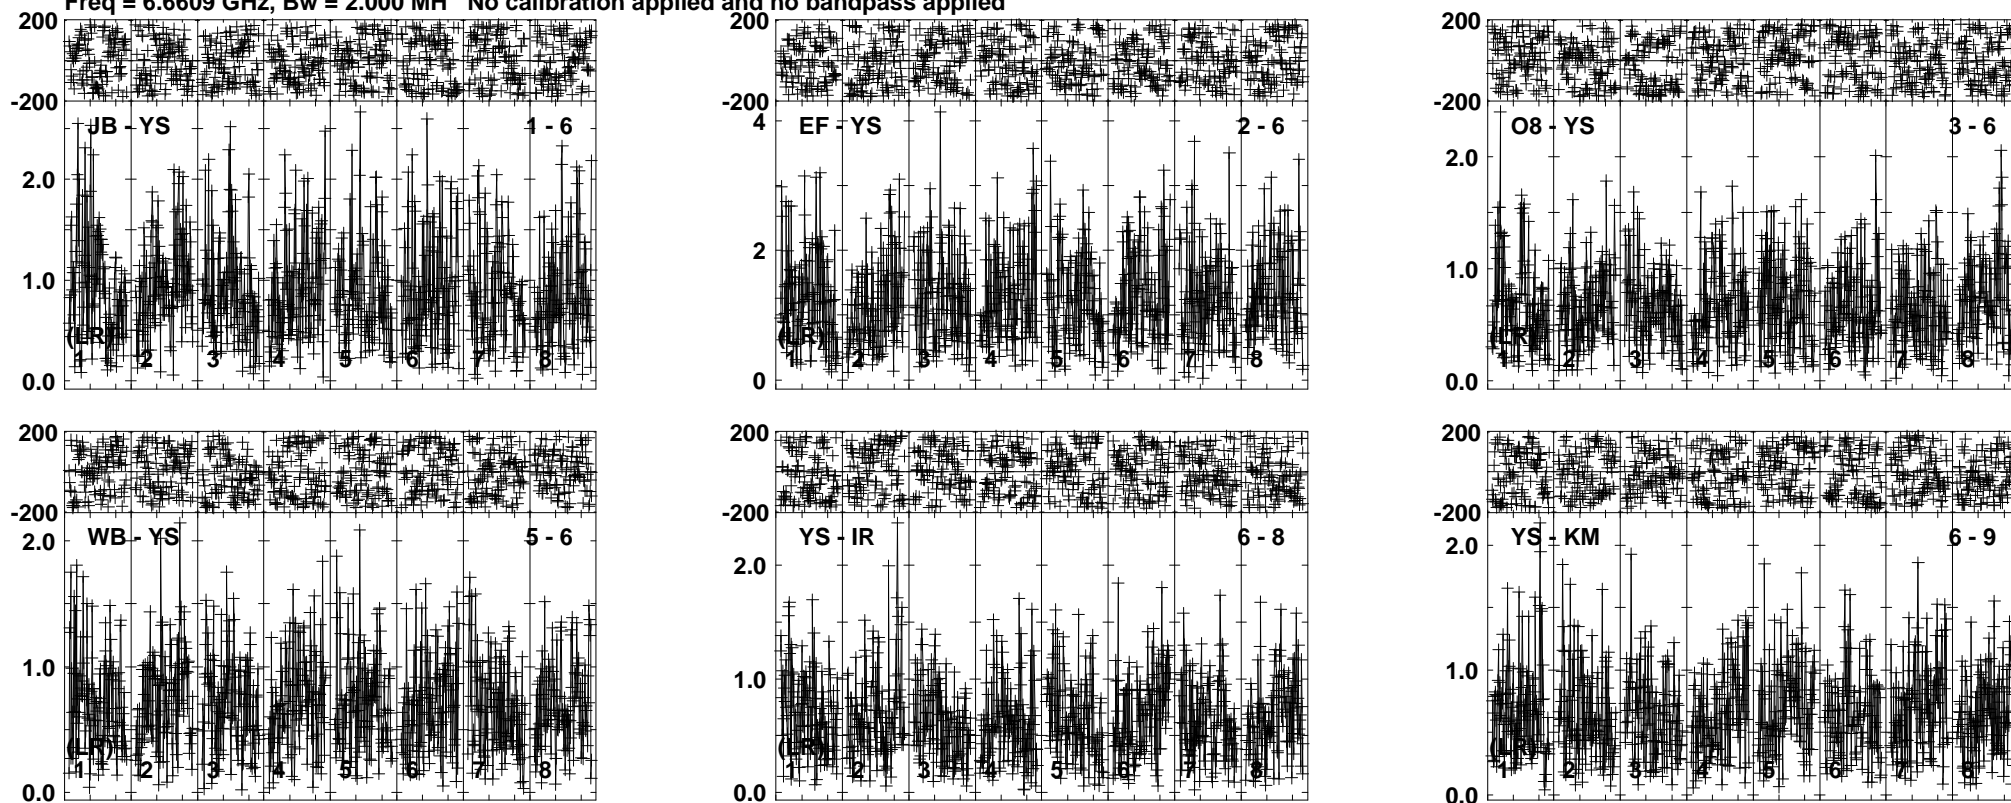 Freq = 6.6609 GHz, Bw = 2.000 MH No calibration applied and no bandpass applied
200
-200
JB - YS 1 - 6
2.0
1.0
0.0
(LR)
1 2 3 4 5 6 7 8
200
-200
EF - YS 2 - 6
4
2
0
(LR)
1 2 3 4 5 6 7 8
200
-200
O8 - YS 3 - 6
2.0
1.0
0.0
(LR)
1 2 3 4 5 6 7 8
200
-200
WB - YS 5 - 6
2.0
1.0
0.0
(LR)
1 2 3 4 5 6 7 8
200
-200
YS - IR 6 - 8
2.0
1.0
0.0
(LR)
1 2 3 4 5 6 7 8
200
-200
YS - KM 6 - 9
2.0
1.0
0.0
(LR)
1 2 3 4 5 6 7 8